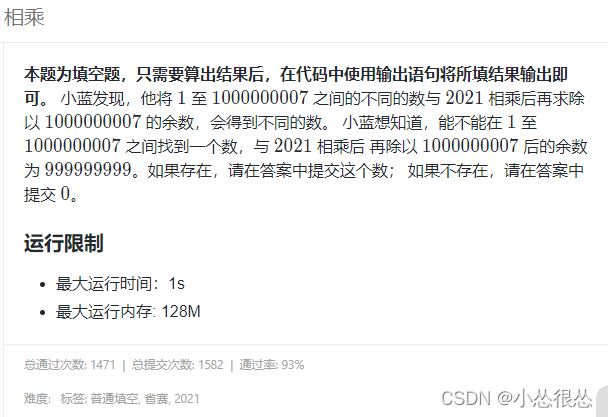 相乘
本题为填空题，只需要算出结果后，在代码中使用输出语句将所填结果输出即
可。 小蓝发现，他将 1 至 1000000007 之间的不同的数与 2021 相乘后再求除
以 1000000007 的余数，会得到不同的数。 小蓝想知道，能不能在 1 至
1000000007 之间找到一个数，与 2021 相乘后 再除以 1000000007 后的余数
为 999999999。如果存在，请在答案中提交这个数； 如果不存在，请在答案中
提交 0。
运行限制
最大运行时间：1s
最大运行内存: 128M
总通过次数: 1471 | 总提交次数: 1582 | 通过率: 93%
难度: 标签: 普通填空, 省赛, 2021
CSDN @小怂很怂